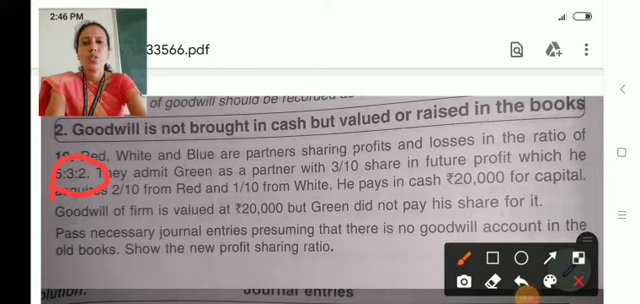 2:46 PM
33566.pdf
of goodwill should be recorded
2. Goodwill is not brought in cash but valued or raised in the books
10. Red, White and Blue are partners sharing profits and losses in the ratio of
5:3:2. They admit Green as a partner with 3/10 share in future profit which he
acquires 2/10 from Red and 1/10 from White. He pays in cash ₹20,000 for capital.
Goodwill of firm is valued at ₹20,000 but Green did not pay his share for it.
Pass necessary journal entries presuming that there is no goodwill account in the
old books. Show the new profit sharing ratio.
Journal entries